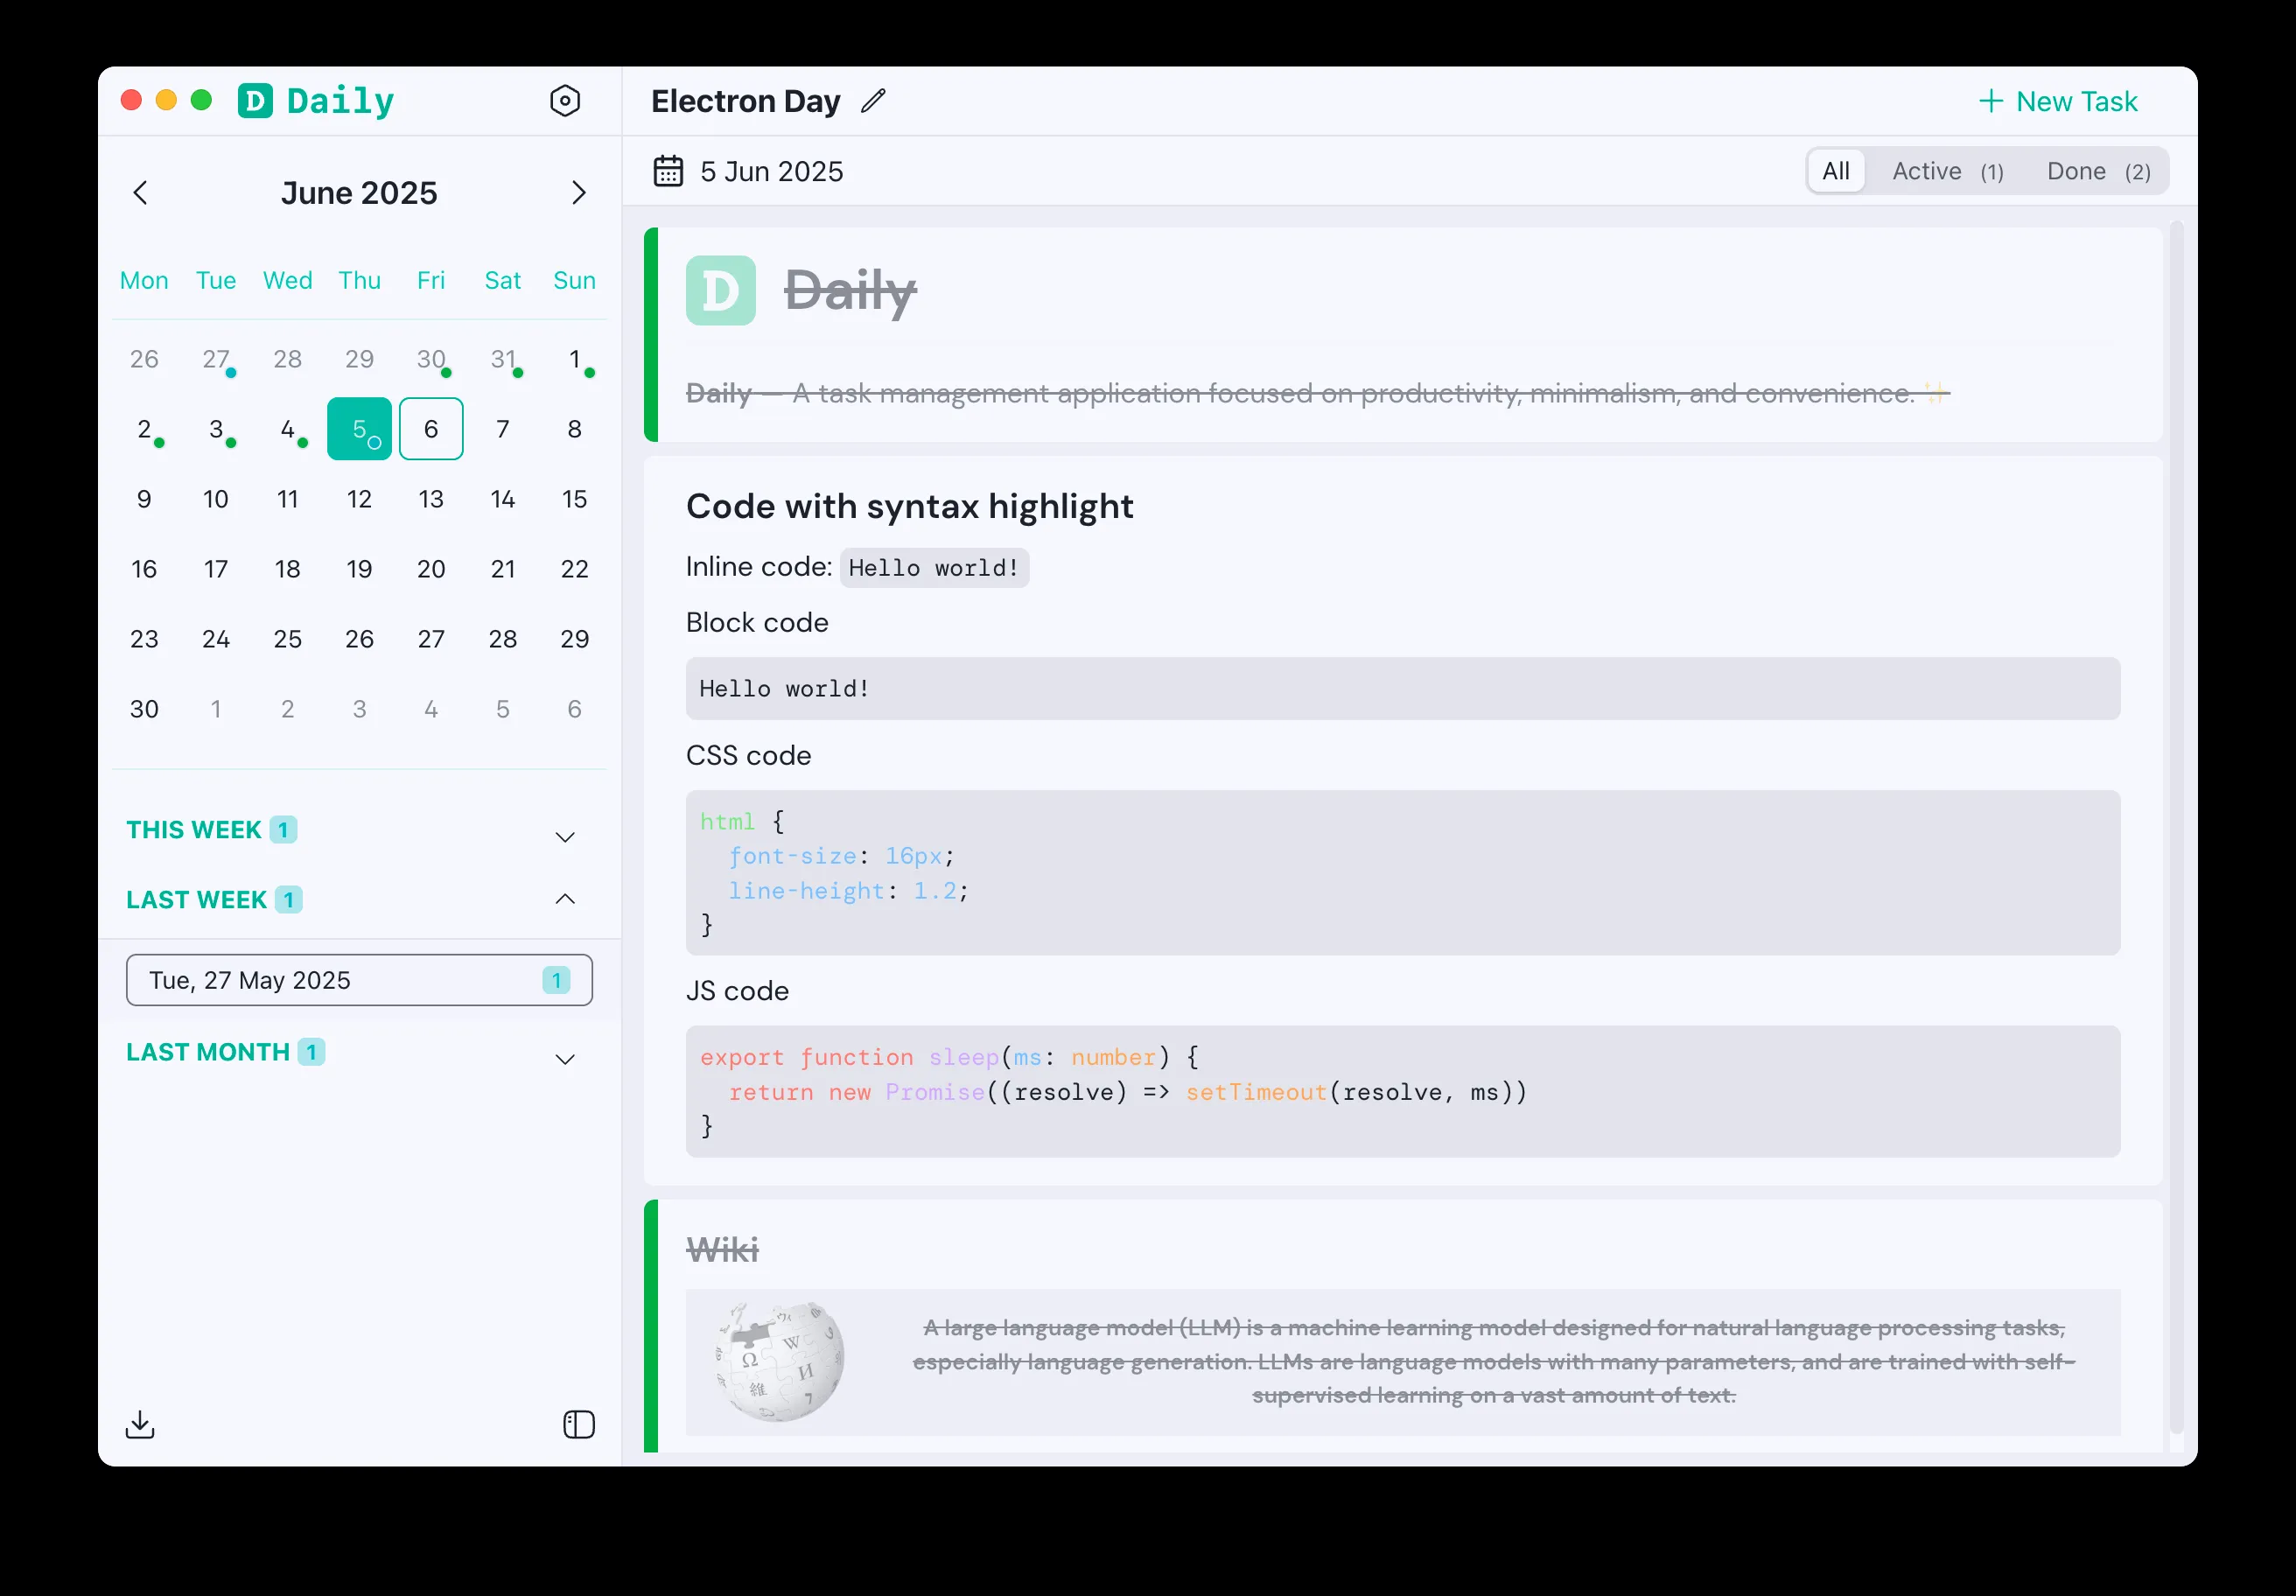 D Daily
June 2025
Mon Tue Wed Thu Fri Sat Sun
26 27 28 29 30 31 1
2 3 4 5 6 7 8
9 10 11 12 13 14 15
16 17 18 19 20 21 22
23 24 25 26 27 28 29
30 1 2 3 4 5 6
THIS WEEK 1
LAST WEEK 1
Tue, 27 May 2025 1
LAST MONTH 1
Electron Day
+ New Task
5 Jun 2025
All Active (1) Done (2)
D Daily
Daily — A task management application focused on productivity, minimalism, and convenience. ✨
Code with syntax highlight
Inline code: Hello world!
Block code
Hello world!
CSS code
html {
  font-size: 16px;
  line-height: 1.2;
}
JS code
export function sleep(ms: number) {
  return new Promise((resolve) => setTimeout(resolve, ms))
}
Wiki
Ω W И 維
A large language model (LLM) is a machine learning model designed for natural language processing tasks,
especially language generation. LLMs are language models with many parameters, and are trained with self-
supervised learning on a vast amount of text.